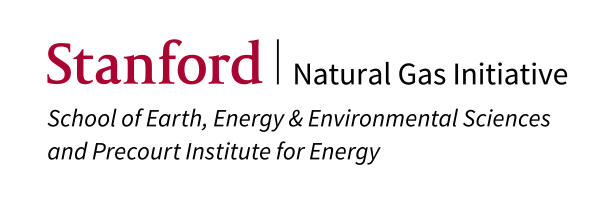 Stanford | Natural Gas Initiative
School of Earth, Energy & Environmental Sciences
and Precourt Institute for Energy